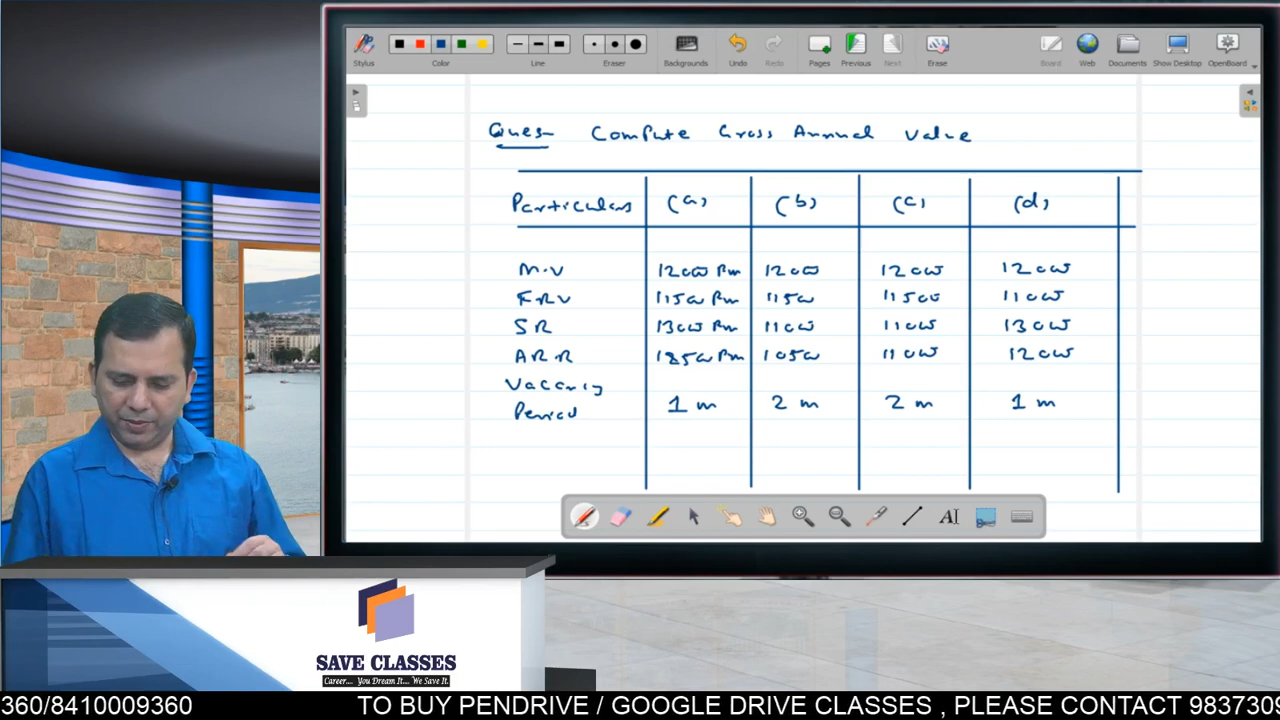 Stylus Color Line Eraser Backgrounds Undo Redo Pages Previous Next Erase Board Web Documents Show Desktop OpenBoard
Ques- Compute Gross Annual Value
Particulars (a) (b) (c) (d)
M.V 12000 Pm 12000 12000 12000
FRV 11500 Pm 11500 11500 11000
SR 13000 Pm 11000 11000 13000
ARR 12500 Pm 10500 11000 12000
Vacancy
Period 1 m 2 m 2 m 1 m
AI
SAVE CLASSES
Career.... You Dream It... We Save It.
360/8410009360 TO BUY PENDRIVE / GOOGLE DRIVE CLASSES , PLEASE CONTACT 9837309